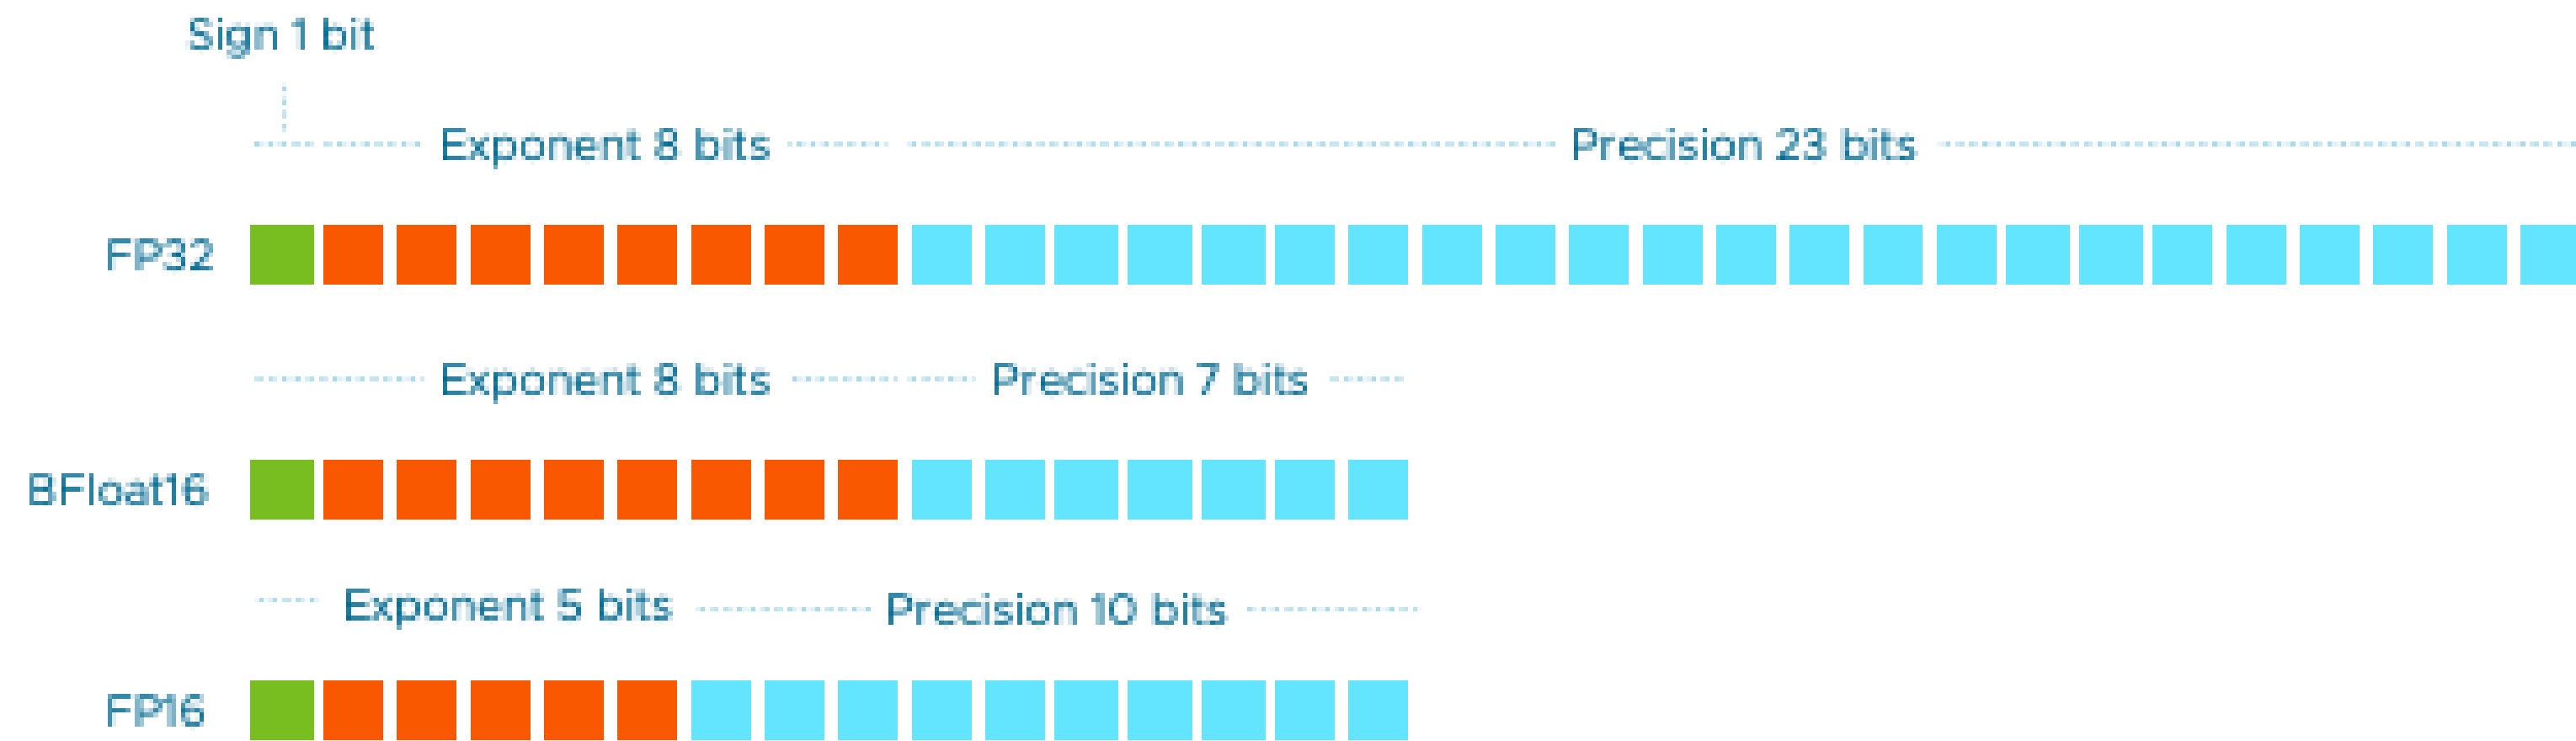 Sign 1 bit
Exponent 8 bits Precision 23 bits
FP32
Exponent 8 bits Precision 7 bits
BFloat16
Exponent 5 bits Precision 10 bits
FP16